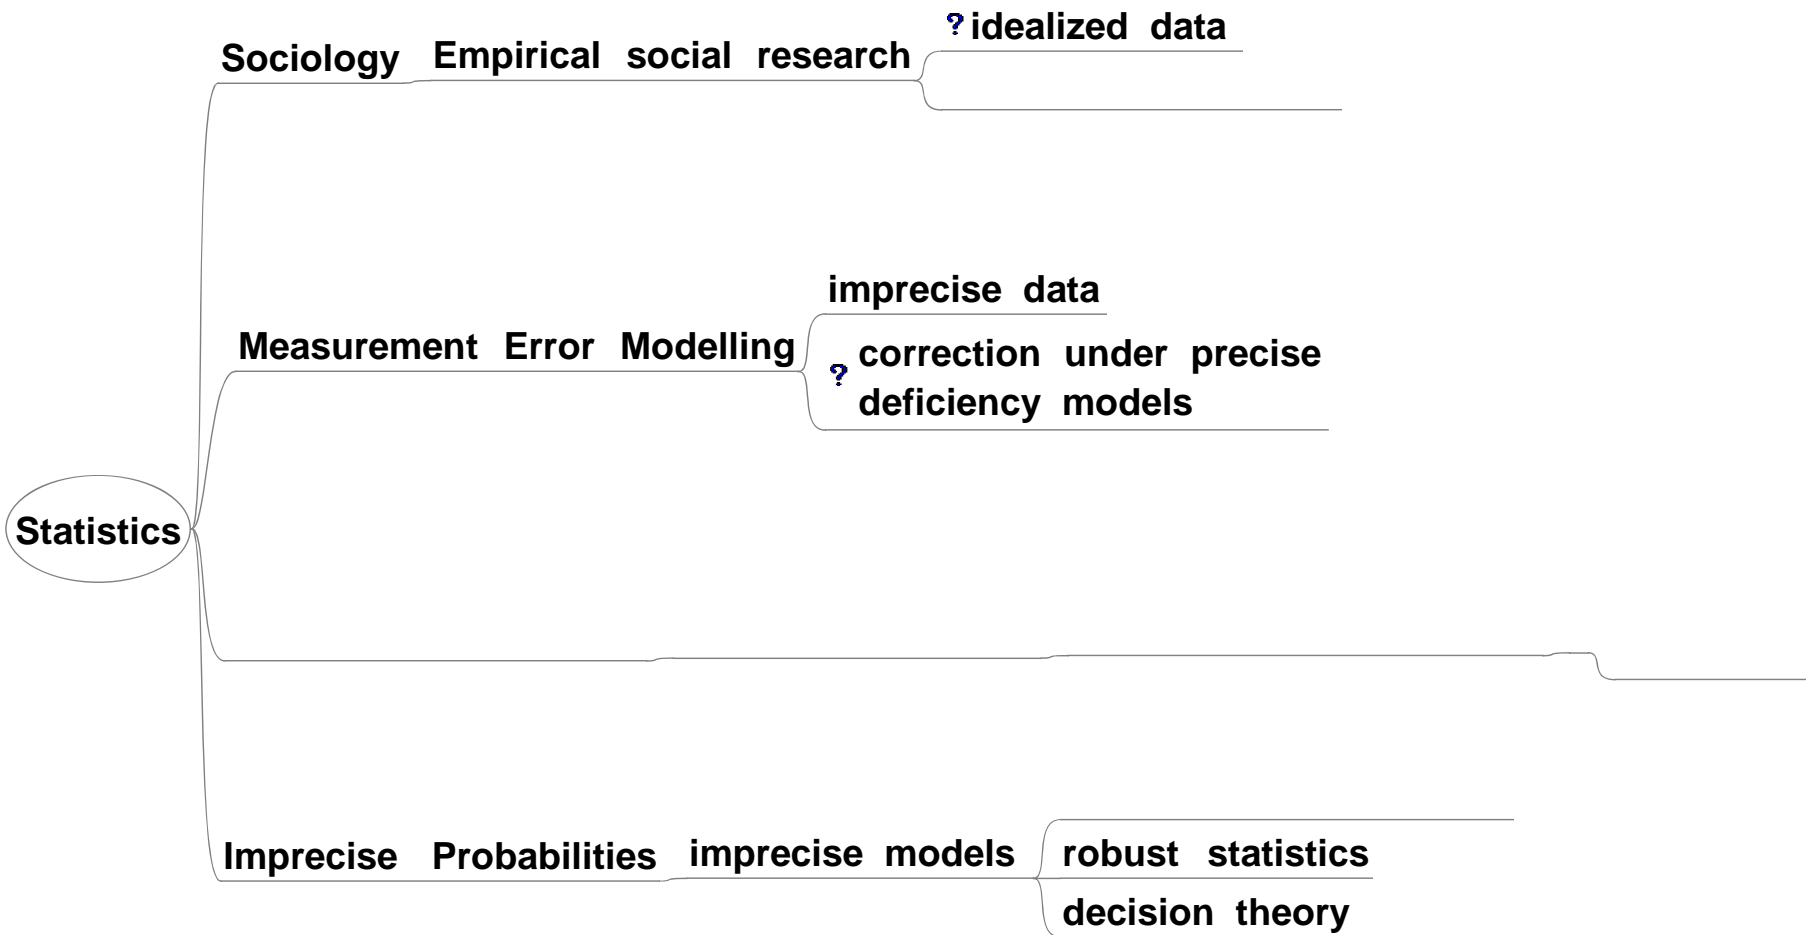 ? idealized data
Sociology Empirical social research
imprecise data
Measurement Error Modelling
? correction under precise
deficiency models
Statistics
Imprecise Probabilities imprecise models robust statistics
decision theory